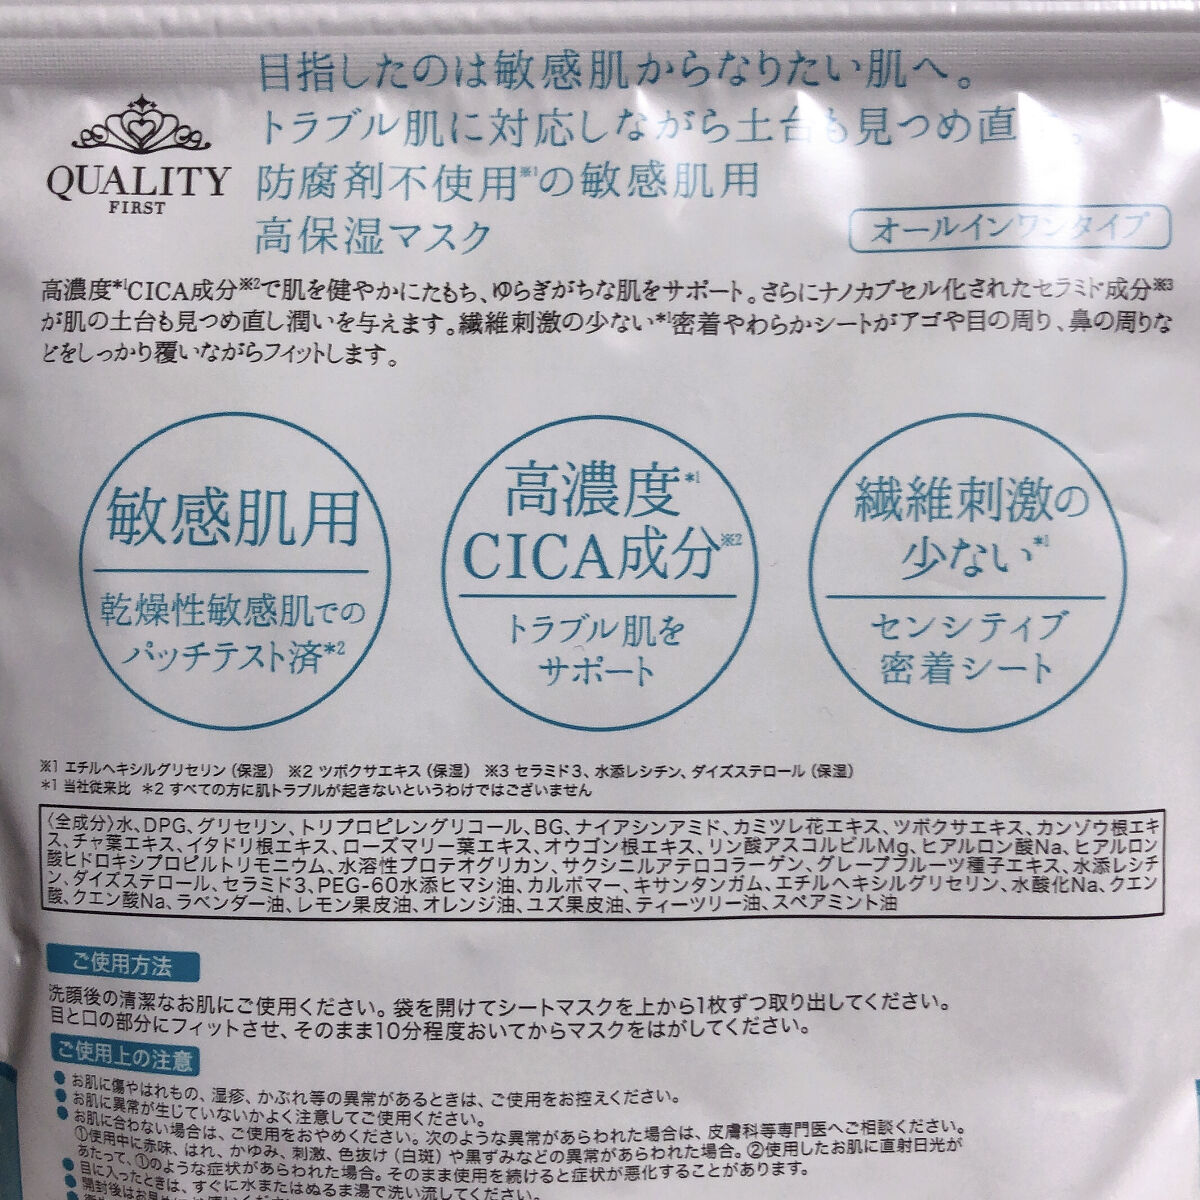 目指したのは敏感肌からなりたい肌へ。
QUALITY
FIRST
トラブル肌に対応しながら土台も見つめ直
防腐剤不使用※1の敏感肌用
高保湿マスク
オールインワンタイプ
高濃度*1CICA成分※2で肌を健やかにたもち、ゆらぎがちな肌をサポート。さらにナノカプセル化されたセラミド成分※3
が肌の土台も見つめ直し潤いを与えます。繊維刺激の少ない*1密着やわらかシートがアゴや目の周り、鼻の周りな
どをしっかり覆いながらフィットします。
敏感肌用
乾燥性敏感肌での
パッチテスト済*2
高濃度*1
CICA成分※2
トラブル肌を
サポート
繊維刺激の
少ない*1
センシティブ
密着シート
※1 エチルヘキシルグリセリン（保湿） ※2 ツボクサエキス（保湿） ※3 セラミド3、水添レシチン、ダイズステロール（保湿）
*1 当社従来比 *2 すべての方に肌トラブルが起きないというわけではございません
〈全成分〉水、DPG、グリセリン、トリプロピレングリコール、BG、ナイアシンアミド、カミツレ花エキス、ツボクサエキス、カンゾウ根エキ
ス、チャ葉エキス、イタドリ根エキス、ローズマリー葉エキス、オウゴン根エキス、リン酸アスコルビルMg、ヒアルロン酸Na、ヒアルロン
酸ヒドロキシプロピルトリモニウム、水溶性プロテオグリカン、サクシニルアテロコラーゲン、グレープフルーツ種子エキス、水添レシチ
ン、ダイズステロール、セラミド3、PEG-60水添ヒマシ油、カルボマー、キサンタンガム、エチルヘキシルグリセリン、水酸化Na、クエン
酸、クエン酸Na、ラベンダー油、レモン果皮油、オレンジ油、ユズ果皮油、ティーツリー油、スペアミント油
ご使用方法
洗顔後の清潔なお肌にご使用ください。袋を開けてシートマスクを上から1枚ずつ取り出してください。
目と口の部分にフィットさせ、そのまま10分程度おいてからマスクをはがしてください。
ご使用上の注意
●お肌に傷やはれもの、湿疹、かぶれ等の異常があるときは、ご使用をお控えください。
●お肌に異常が生じていないかよく注意してご使用ください。
●お肌に合わない場合は、ご使用をおやめください。次のような異常があらわれた場合は、皮膚科等専門医へご相談ください。
①使用中に赤味、はれ、かゆみ、刺激、色抜け（白斑）や黒ずみなどの異常があらわれた場合。②使用したお肌に直射日光が
あたって、①のような症状があらわれた場合。そのまま使用を続けると症状が悪化することがあります。
●目に入ったときは、すぐに水またはぬるま湯で洗い流してください。
●開封後はお早めに